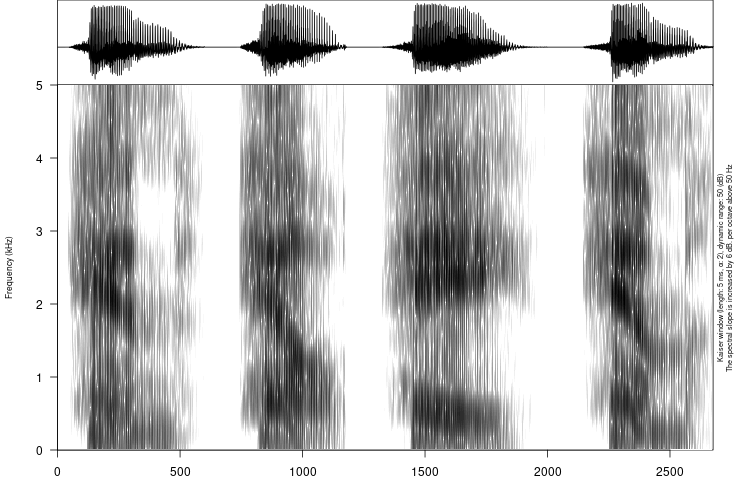 5
4
3
2
1
0
Frequency (kHz)
0 500 1000 1500 2000 2500
Kaiser window (length: 5 ms, α: 2), dynamic range: 50 (dB)
The spectral slope is increased by 6 dB per octave above 50 Hz